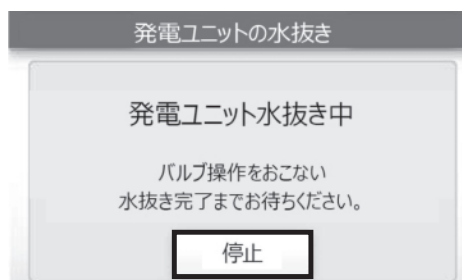 発電ユニットの水抜き
発電ユニット水抜き中
バルブ操作をおこない
水抜き完了までお待ちください。
停止